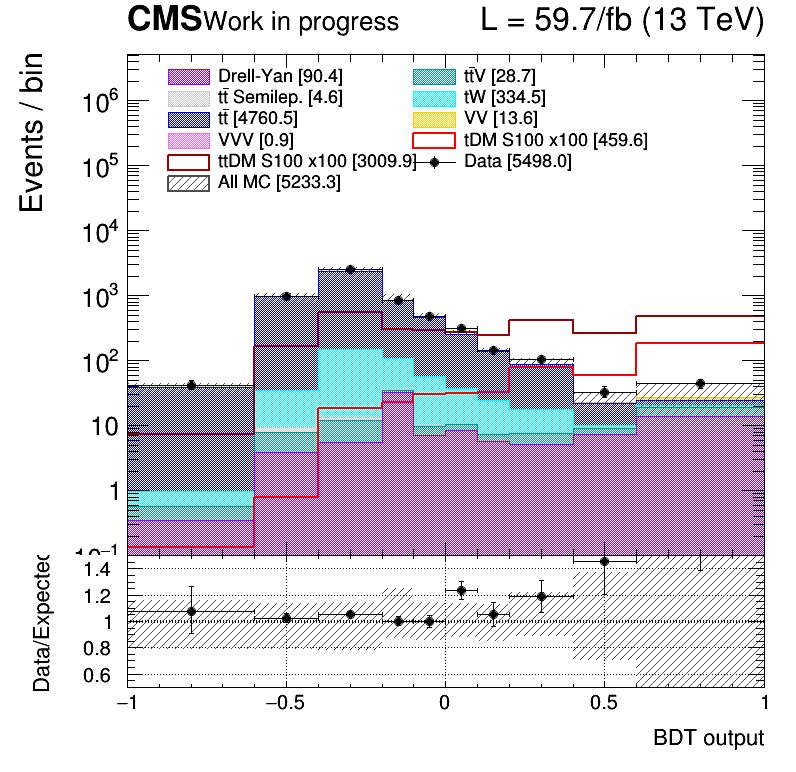 CMS Work in progress L = 59.7/fb (13 TeV)
Events / bin
Drell-Yan [90.4] tt̄V [28.7]
tt̄ Semilep. [4.6] tW [334.5]
tt̄ [4760.5] VV [13.6]
VVV [0.9] tDM S100 x100 [459.6]
ttDM S100 x100 [3009.9] Data [5498.0]
All MC [5233.3]
10⁶
10⁵
10⁴
10³
10²
10
1
10⁻¹
Data/Expected
1.4
1.2
1
0.8
0.6
−1 −0.5 0 0.5 1
BDT output